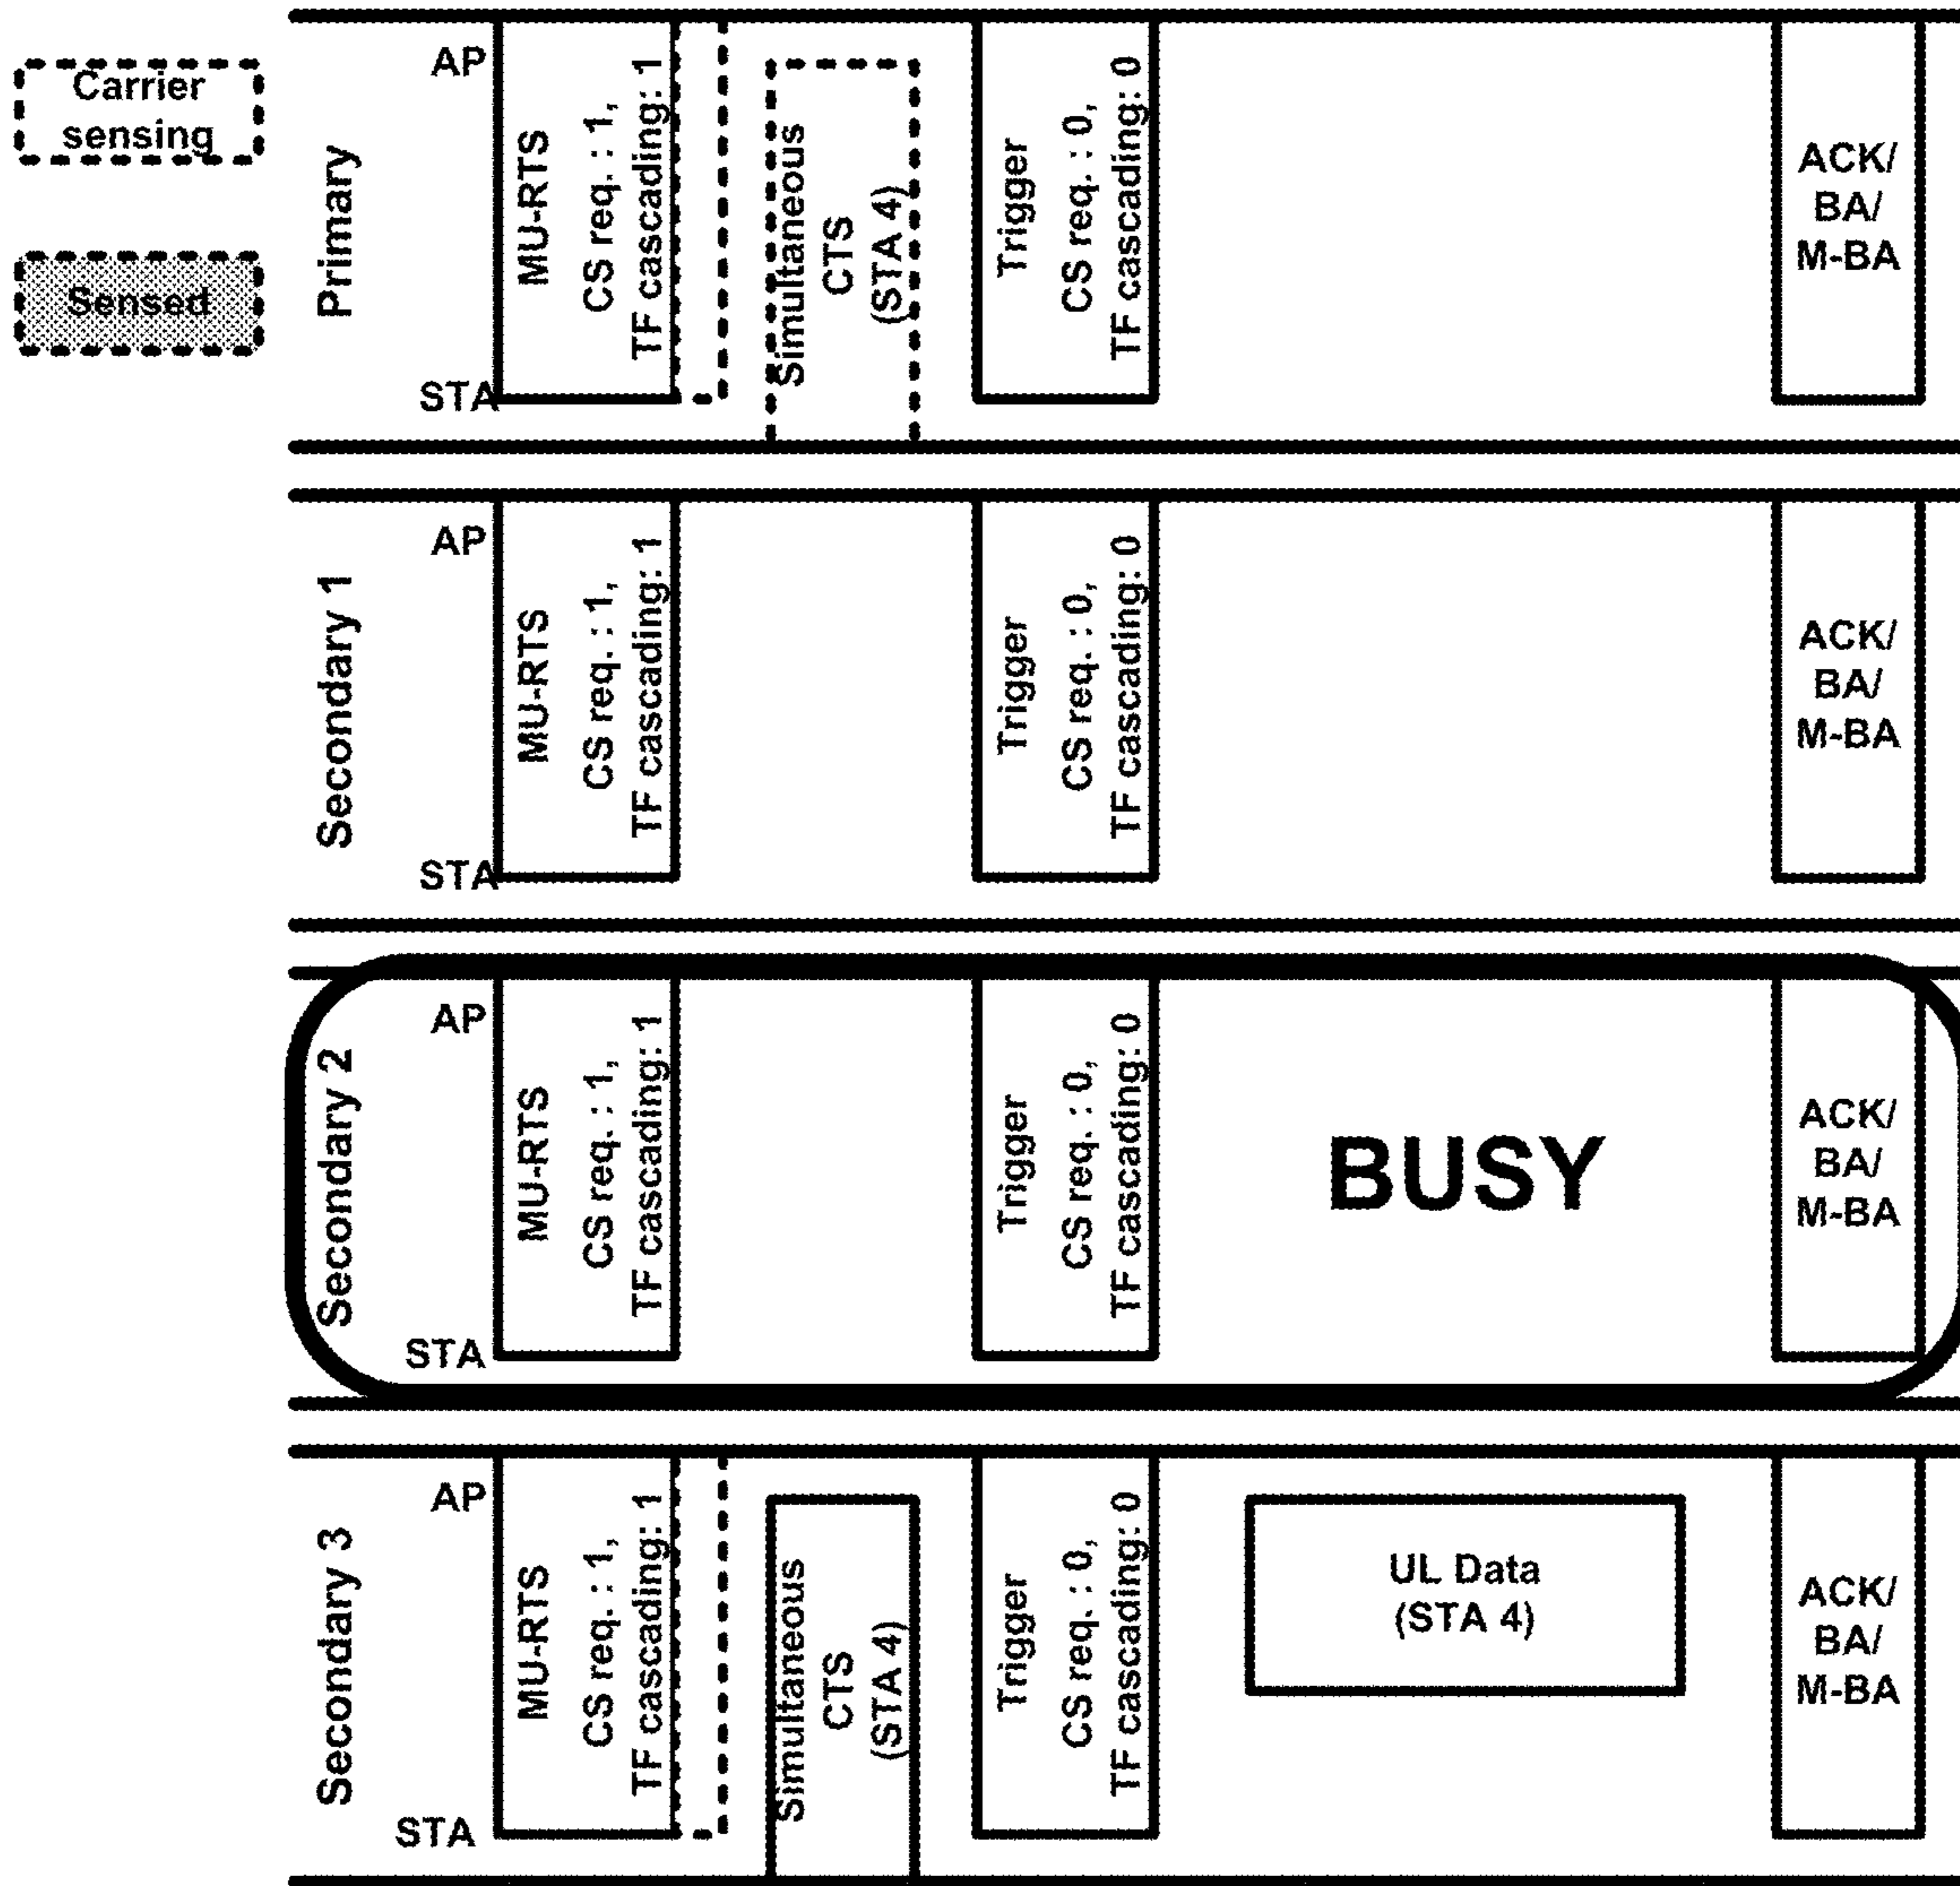 Carrier
sensing
Sensed
Primary
AP
STA
MU-RTS
CS req. : 1,
TF cascading: 1
Simultaneous
CTS
(STA 4)
Trigger
CS req. : 0,
TF cascading: 0
ACK/
BA/
M-BA
Secondary 1
AP
STA
MU-RTS
CS req. : 1,
TF cascading: 1
Trigger
CS req. : 0,
TF cascading: 0
ACK/
BA/
M-BA
Secondary 2
AP
STA
MU-RTS
CS req. : 1,
TF cascading: 1
Trigger
CS req. : 0,
TF cascading: 0
BUSY
ACK/
BA/
M-BA
Secondary 3
AP
STA
MU-RTS
CS req. : 1,
TF cascading: 1
Simultaneous
CTS
(STA 4)
Trigger
CS req. : 0,
TF cascading: 0
UL Data
(STA 4)
ACK/
BA/
M-BA